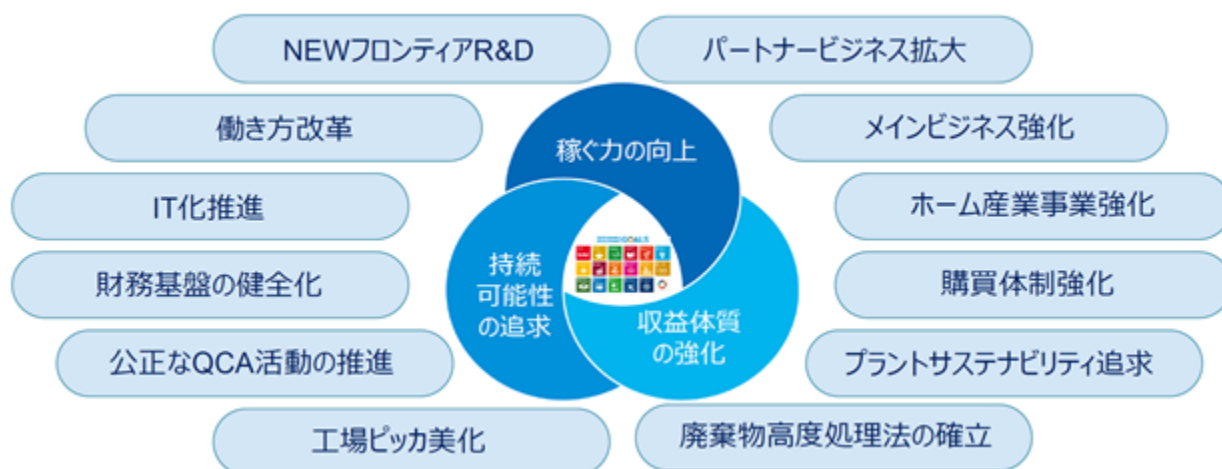 NEWフロンティアR&D
パートナービジネス拡大
働き方改革
メインビジネス強化
稼ぐ力の向上
IT化推進
ホーム産業事業強化
GOALS
持続
可能性
の追求
財務基盤の健全化
購買体制強化
収益体質
の強化
公正なQCA活動の推進
プラントサステナビリティ追求
工場ピッカ美化
廃棄物高度処理法の確立